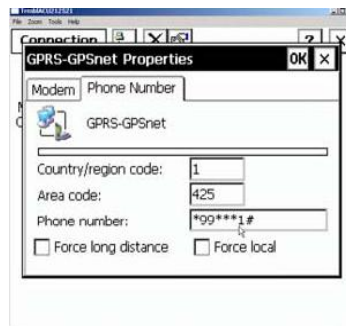 File Zoom Tools Help
Connection ? X
GPRS-GPSnet Properties OK X
Modem Phone Number
GPRS-GPSnet
Country/region code: 1
Area code: 425
Phone number: *99***1#
Force long distance Force local